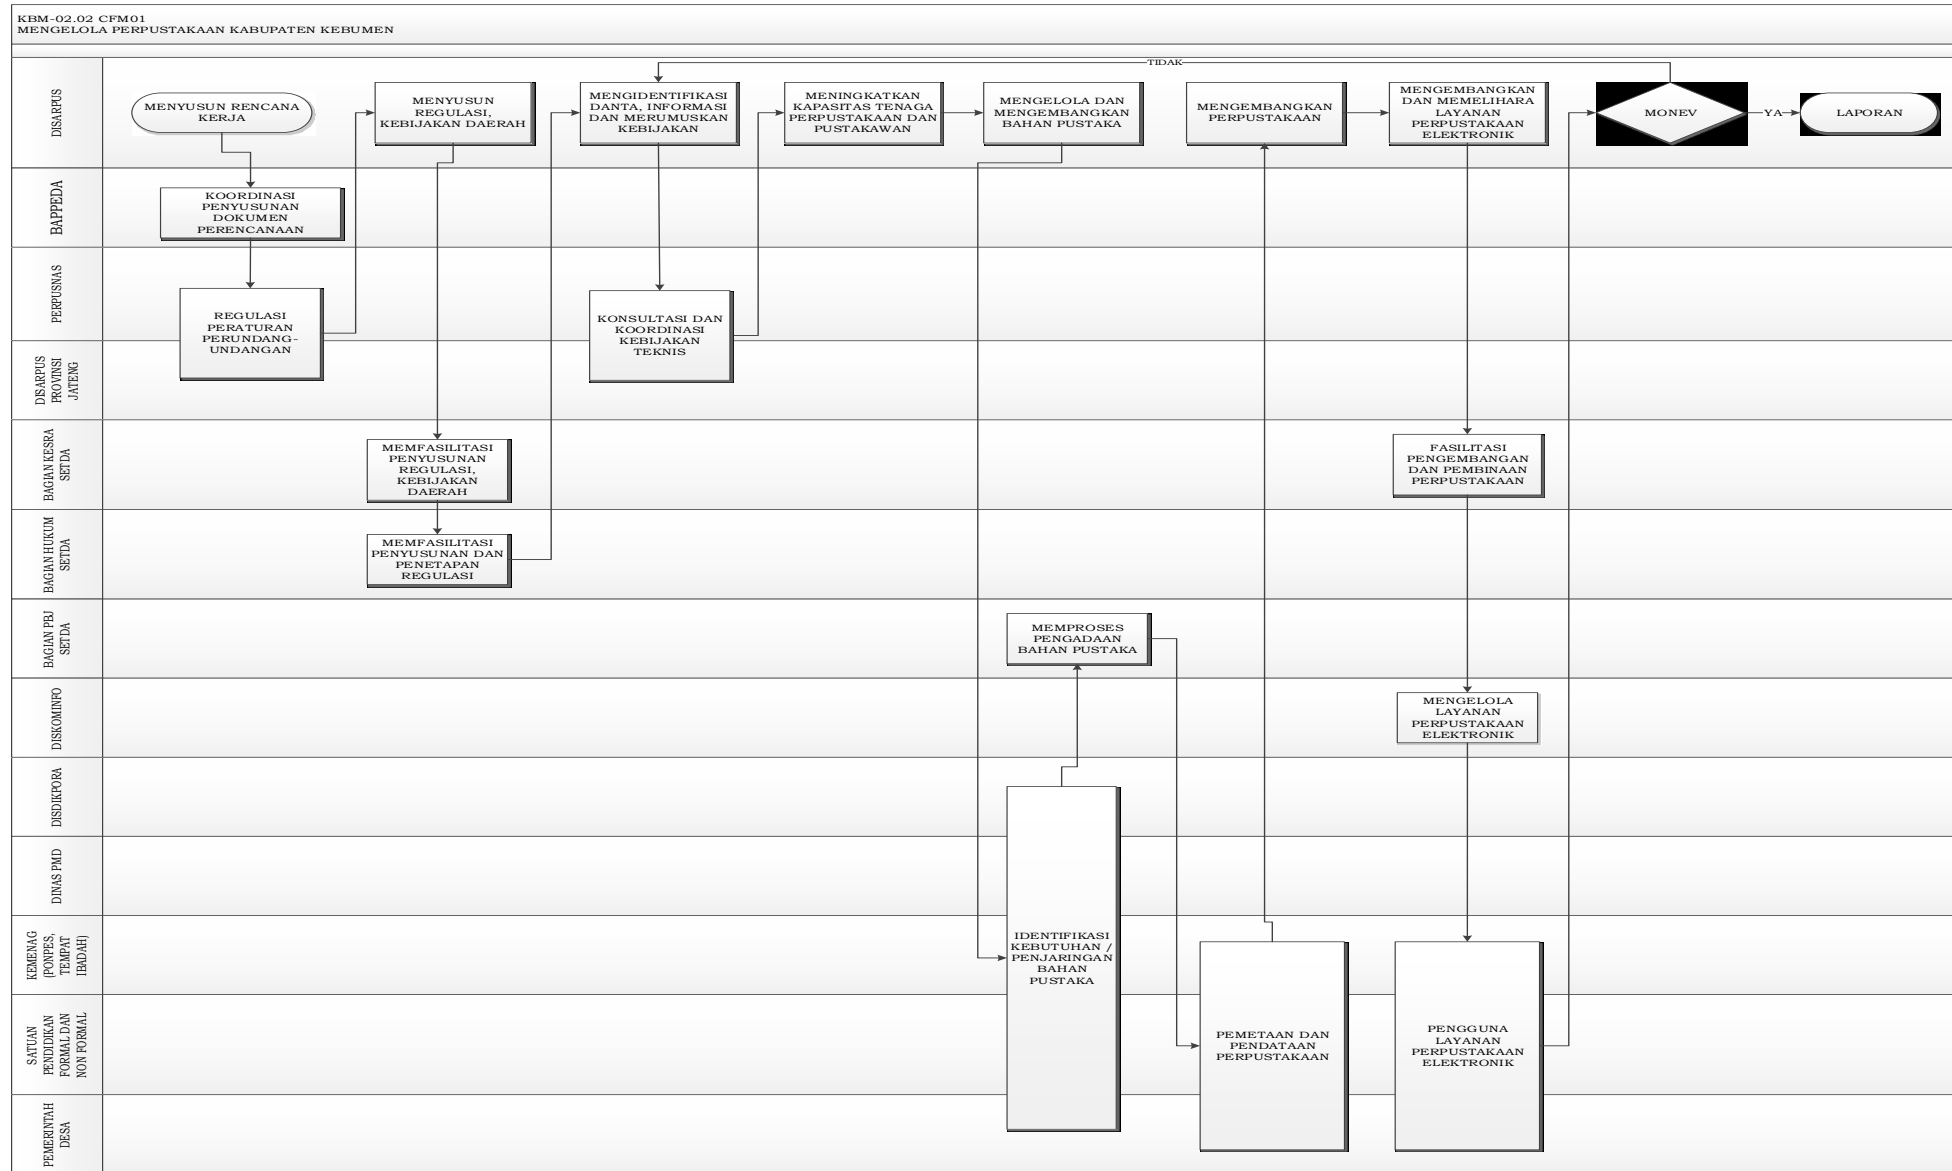 KBM-02.02 CFM01
MENGELOLA PERPUSTAKAAN KABUPATEN KEBUMEN
TIDAK
DISARPUS
MENYUSUN RENCANA
KERJA
MENYUSUN
REGULASI,
KEBIJAKAN DAERAH
MENGIDENTIFIKASI
DANTA, INFORMASI
DAN MERUMUSKAN
KEBIJAKAN
MENINGKATKAN
KAPASITAS TENAGA
PERPUSTAKAAN DAN
PUSTAKAWAN
MENGELOLA DAN
MENGEMBANGKAN
BAHAN PUSTAKA
MENGEMBANGKAN
PERPUSTAKAAN
MENGEMBANGKAN
DAN MEMELIHARA
LAYANAN
PERPUSTAKAAN
ELEKTRONIK
MONEV
YA
LAPORAN
BAPPEDA
KOORDINASI
PENYUSUNAN
DOKUMEN
PERENCANAAN
PERPUSNAS
REGULASI
PERATURAN
PERUNDANG-
UNDANGAN
KONSULTASI DAN
KOORDINASI
KEBIJAKAN
TEKNIS
DISARPUS
PROVINSI
JATENG
BAGIAN KESRA
SETDA
MEMFASILITASI
PENYUSUNAN
REGULASI,
KEBIJAKAN
DAERAH
FASILITASI
PENGEMBANGAN
DAN PEMBINAAN
PERPUSTAKAAN
BAGIAN HUKUM
SETDA
MEMFASILITASI
PENYUSUNAN DAN
PENETAPAN
REGULASI
BAGIAN PBJ
SETDA
MEMPROSES
PENGADAAN
BAHAN PUSTAKA
DISKOMINFO
MENGELOLA
LAYANAN
PERPUSTAKAAN
ELEKTRONIK
DISDIKPORA
DINAS PMD
KEMENAG
(PONPES,
TEMPAT
IBADAH)
IDENTIFIKASI
KEBUTUHAN /
PENJARINGAN
BAHAN
PUSTAKA
SATUAN
PENDIDIKAN
FORMAL DAN
NON FORMAL
PEMETAAN DAN
PENDATAAN
PERPUSTAKAAN
PENGGUNA
LAYANAN
PERPUSTAKAAN
ELEKTRONIK
PEMERINTAH
DESA